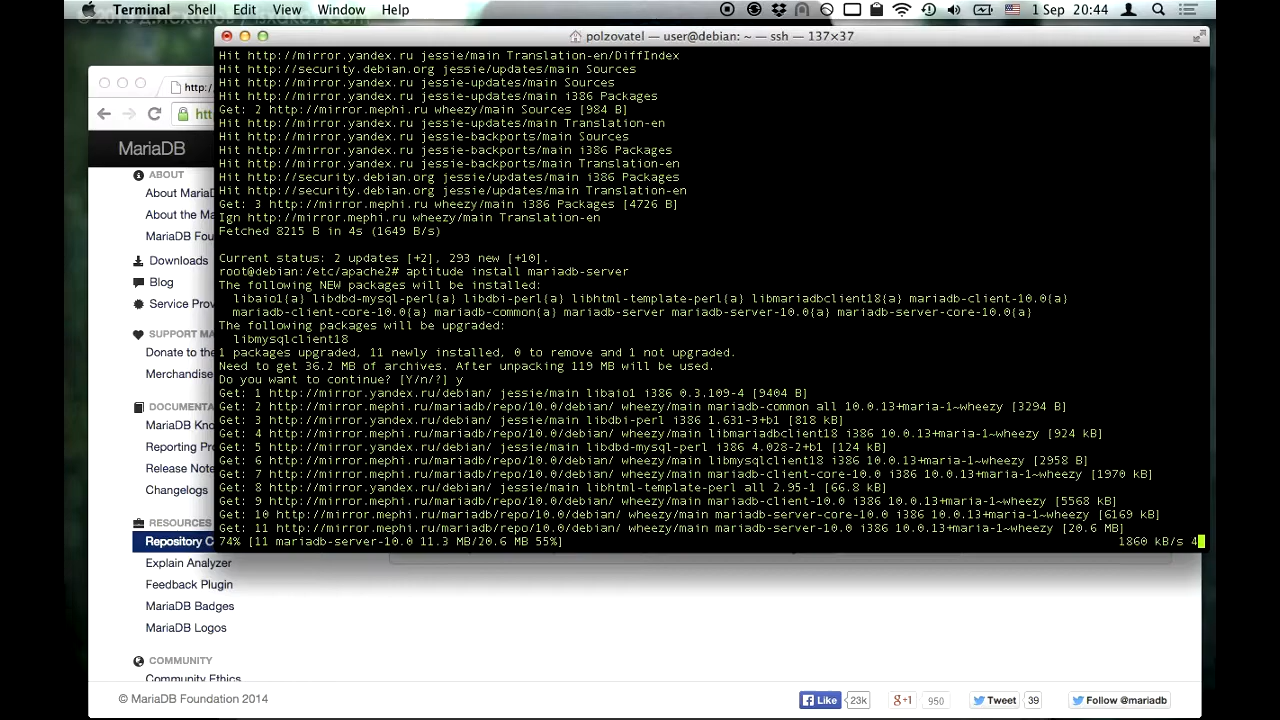 Terminal Shell Edit View Window Help 1 Sep 20:44
polzovatel — user@debian: ~ — ssh — 137×37
Hit http://mirror.yandex.ru jessie/main Translation-en/DiffIndex
Hit http://security.debian.org jessie/updates/main Sources
Hit http://mirror.yandex.ru jessie-updates/main Sources
Hit http://mirror.yandex.ru jessie-updates/main i386 Packages
Get: 2 http://mirror.mephi.ru wheezy/main Sources [984 B]
Hit http://mirror.yandex.ru jessie-updates/main Translation-en
Hit http://mirror.yandex.ru jessie-backports/main Sources
Hit http://mirror.yandex.ru jessie-backports/main i386 Packages
Hit http://mirror.yandex.ru jessie-backports/main Translation-en
Hit http://security.debian.org jessie/updates/main i386 Packages
Hit http://security.debian.org jessie/updates/main Translation-en
Get: 3 http://mirror.mephi.ru wheezy/main i386 Packages [4726 B]
Ign http://mirror.mephi.ru wheezy/main Translation-en
Fetched 8215 B in 4s (1649 B/s)
Current status: 2 updates [+2], 293 new [+10].
root@debian:/etc/apache2# aptitude install mariadb-server
The following NEW packages will be installed:
libaio1{a} libdbd-mysql-perl{a} libdbi-perl{a} libhtml-template-perl{a} libmariadbclient18{a} mariadb-client-10.0{a}
mariadb-client-core-10.0{a} mariadb-common{a} mariadb-server mariadb-server-10.0{a} mariadb-server-core-10.0{a}
The following packages will be upgraded:
libmysqlclient18
1 packages upgraded, 11 newly installed, 0 to remove and 1 not upgraded.
Need to get 36.2 MB of archives. After unpacking 119 MB will be used.
Do you want to continue? [Y/n/?] y
Get: 1 http://mirror.yandex.ru/debian/ jessie/main libaio1 i386 0.3.109-4 [9404 B]
Get: 2 http://mirror.mephi.ru/mariadb/repo/10.0/debian/ wheezy/main mariadb-common all 10.0.13+maria-1~wheezy [3294 B]
Get: 3 http://mirror.yandex.ru/debian/ jessie/main libdbi-perl i386 1.631-3+b1 [818 kB]
Get: 4 http://mirror.mephi.ru/mariadb/repo/10.0/debian/ wheezy/main libmariadbclient18 i386 10.0.13+maria-1~wheezy [924 kB]
Get: 5 http://mirror.yandex.ru/debian/ jessie/main libdbd-mysql-perl i386 4.028-2+b1 [124 kB]
Get: 6 http://mirror.mephi.ru/mariadb/repo/10.0/debian/ wheezy/main libmysqlclient18 i386 10.0.13+maria-1~wheezy [2958 B]
Get: 7 http://mirror.mephi.ru/mariadb/repo/10.0/debian/ wheezy/main mariadb-client-core-10.0 i386 10.0.13+maria-1~wheezy [1970 kB]
Get: 8 http://mirror.yandex.ru/debian/ jessie/main libhtml-template-perl all 2.95-1 [66.8 kB]
Get: 9 http://mirror.mephi.ru/mariadb/repo/10.0/debian/ wheezy/main mariadb-client-10.0 i386 10.0.13+maria-1~wheezy [5568 kB]
Get: 10 http://mirror.mephi.ru/mariadb/repo/10.0/debian/ wheezy/main mariadb-server-core-10.0 i386 10.0.13+maria-1~wheezy [6169 kB]
Get: 11 http://mirror.mephi.ru/mariadb/repo/10.0/debian/ wheezy/main mariadb-server-10.0 i386 10.0.13+maria-1~wheezy [20.6 MB]
74% [11 mariadb-server-10.0 11.3 MB/20.6 MB 55%] 1860 kB/s 4
http:/
htt
MariaDB
ABOUT
About MariaD
About the Ma
MariaDB Fou
Downloads
Blog
Service Prov
SUPPORT MA
Donate to the
Merchandise
DOCUMENTA
MariaDB Kno
Reporting Pro
Release Note
Changelogs
RESOURCES
Repository C
Explain Analyzer
Feedback Plugin
MariaDB Badges
MariaDB Logos
COMMUNITY
Community Ethics
© MariaDB Foundation 2014
Like 23k g+1 950 Tweet 39 Follow @mariadb